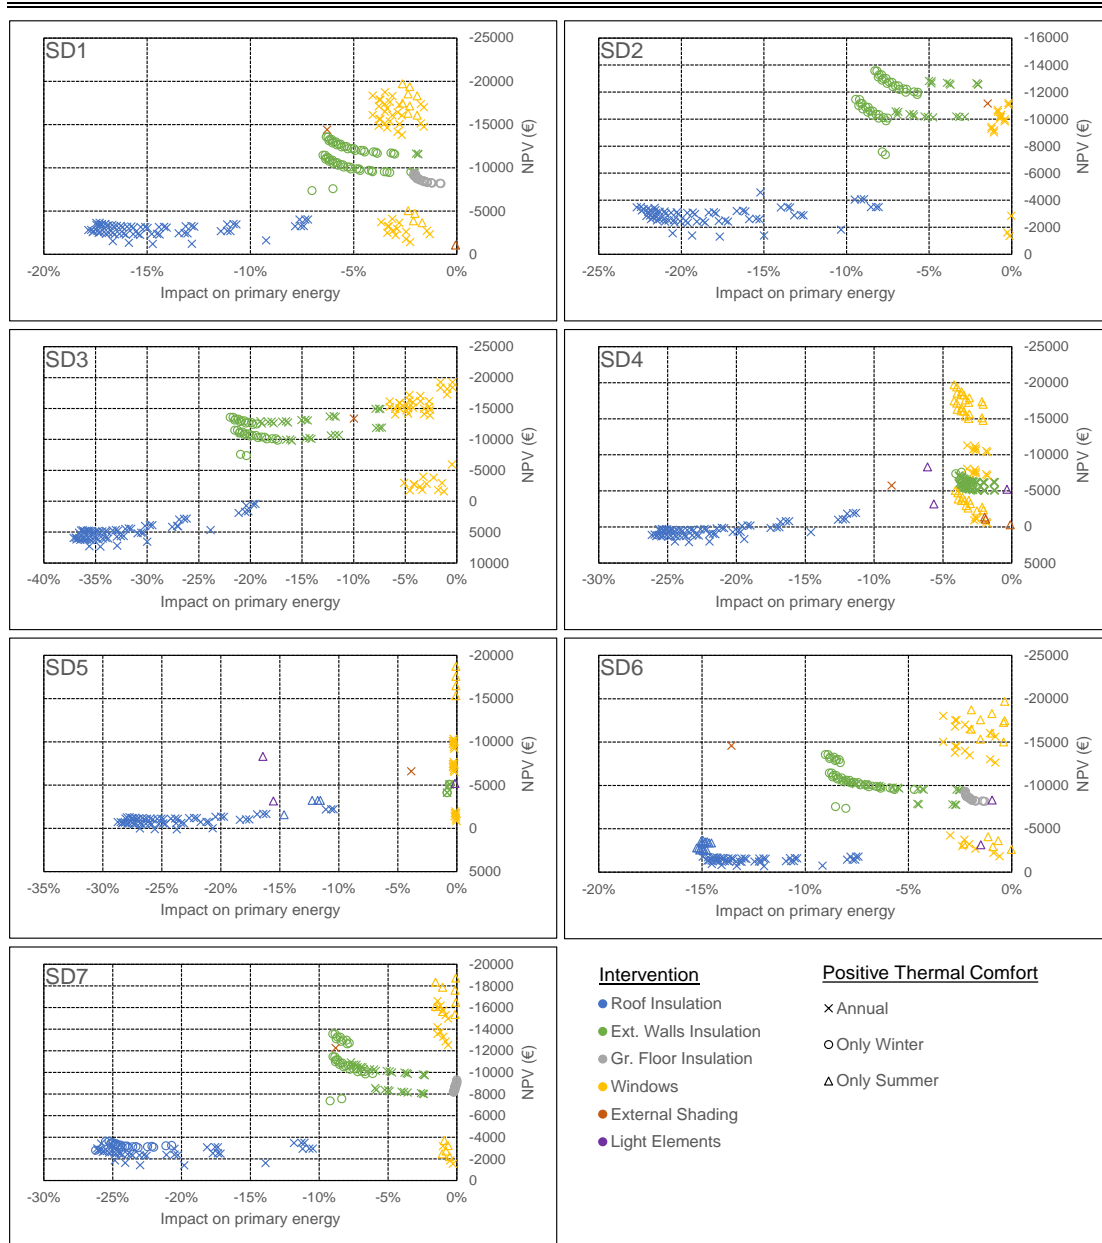 SD1
-25000
-20000
-15000
-10000
-5000
0
NPV (€)
-20% -15% -10% -5% 0%
Impact on primary energy
SD2
-16000
-14000
-12000
-10000
-8000
-6000
-4000
-2000
0
NPV (€)
-25% -20% -15% -10% -5% 0%
Impact on primary energy
SD3
-25000
-20000
-15000
-10000
-5000
0
5000
10000
NPV (€)
-40% -35% -30% -25% -20% -15% -10% -5% 0%
Impact on primary energy
SD4
-25000
-20000
-15000
-10000
-5000
0
5000
NPV (€)
-30% -25% -20% -15% -10% -5% 0%
Impact on primary energy
SD5
-20000
-15000
-10000
-5000
0
5000
NPV (€)
-35% -30% -25% -20% -15% -10% -5% 0%
Impact on primary energy
SD6
-25000
-20000
-15000
-10000
-5000
0
NPV (€)
-20% -15% -10% -5% 0%
Impact on primary energy
SD7
-20000
-18000
-16000
-14000
-12000
-10000
-8000
-6000
-4000
-2000
0
NPV (€)
-30% -25% -20% -15% -10% -5% 0%
Impact on primary energy
Intervention
Roof Insulation
Ext. Walls Insulation
Gr. Floor Insulation
Windows
External Shading
Light Elements
Positive Thermal Comfort
Annual
Only Winter
Only Summer